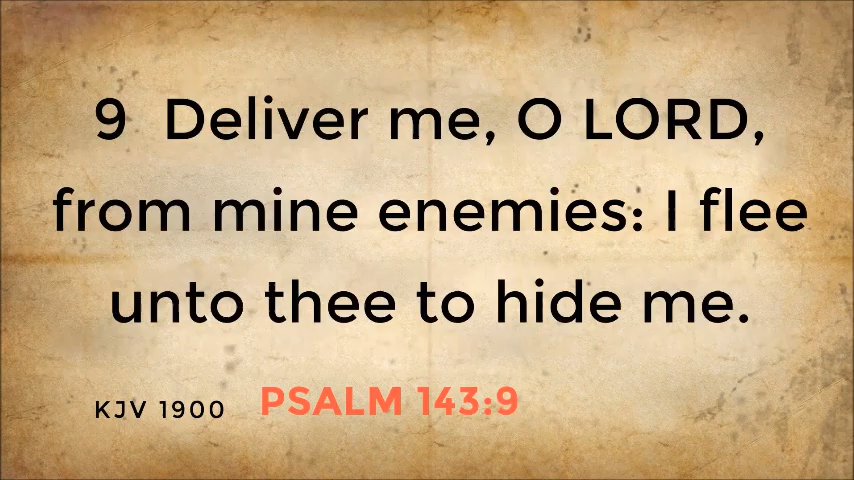 9 Deliver me, O LORD,
from mine enemies: I flee
unto thee to hide me.
KJV 1900 PSALM 143:9